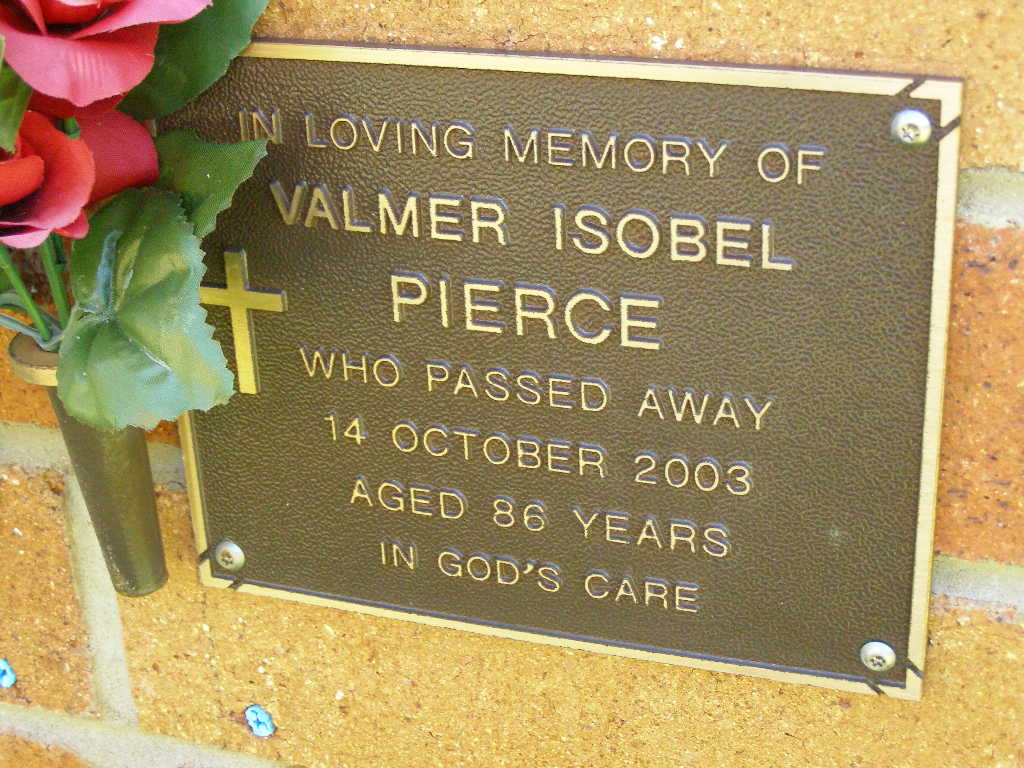 IN LOVING MEMORY OF
VALMER ISOBEL
PIERCE
WHO PASSED AWAY
14 OCTOBER 2003
AGED 86 YEARS
IN GOD'S CARE